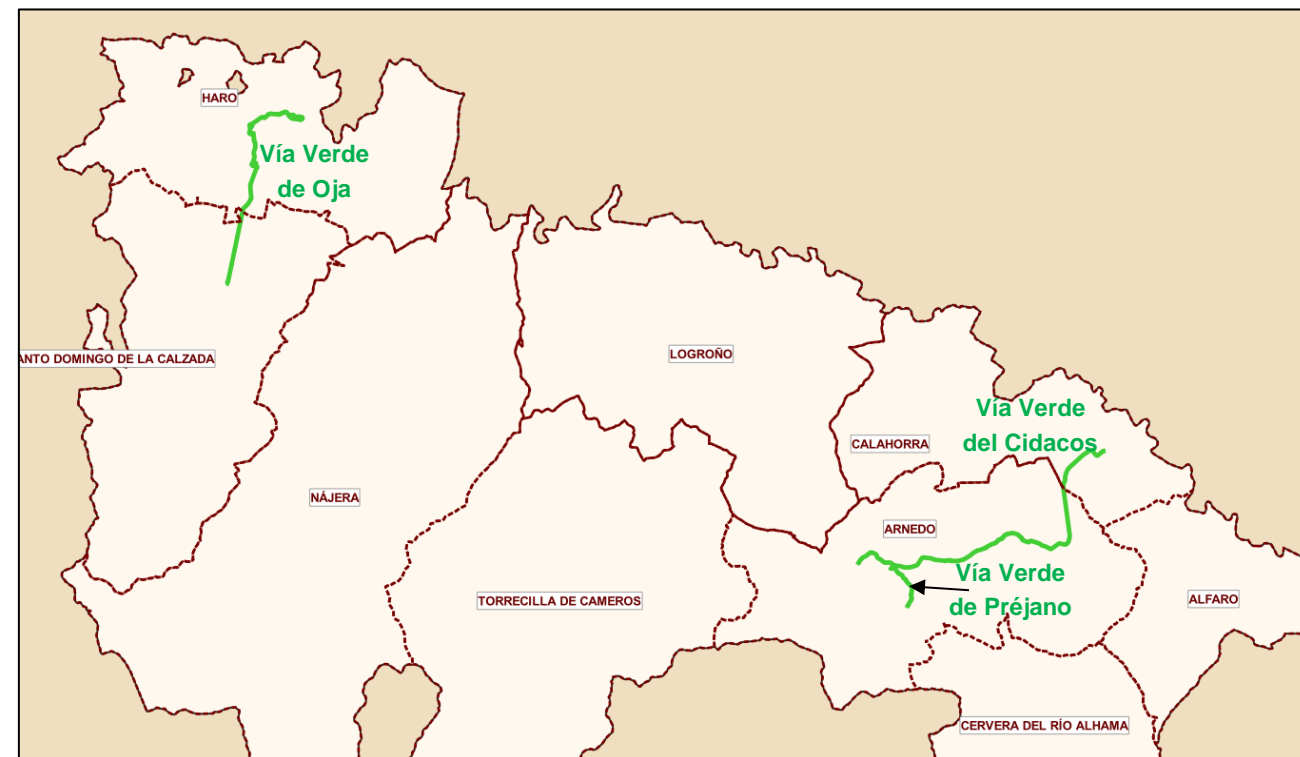 HARO
Vía Verde
de Oja
ANTO DOMINGO DE LA CALZADA
LOGROÑO
Vía Verde
del Cidacos
CALAHORRA
NÁJERA
ARNEDO
Vía Verde
de Préjano
TORRECILLA DE CAMEROS
ALFARO
CERVERA DEL RÍO ALHAMA